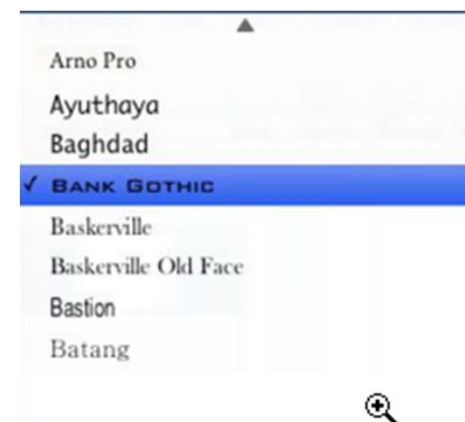 Arno Pro
Ayuthaya
Baghdad
✓ BANK GOTHIC
Baskerville
Baskerville Old Face
Bastion
Batang